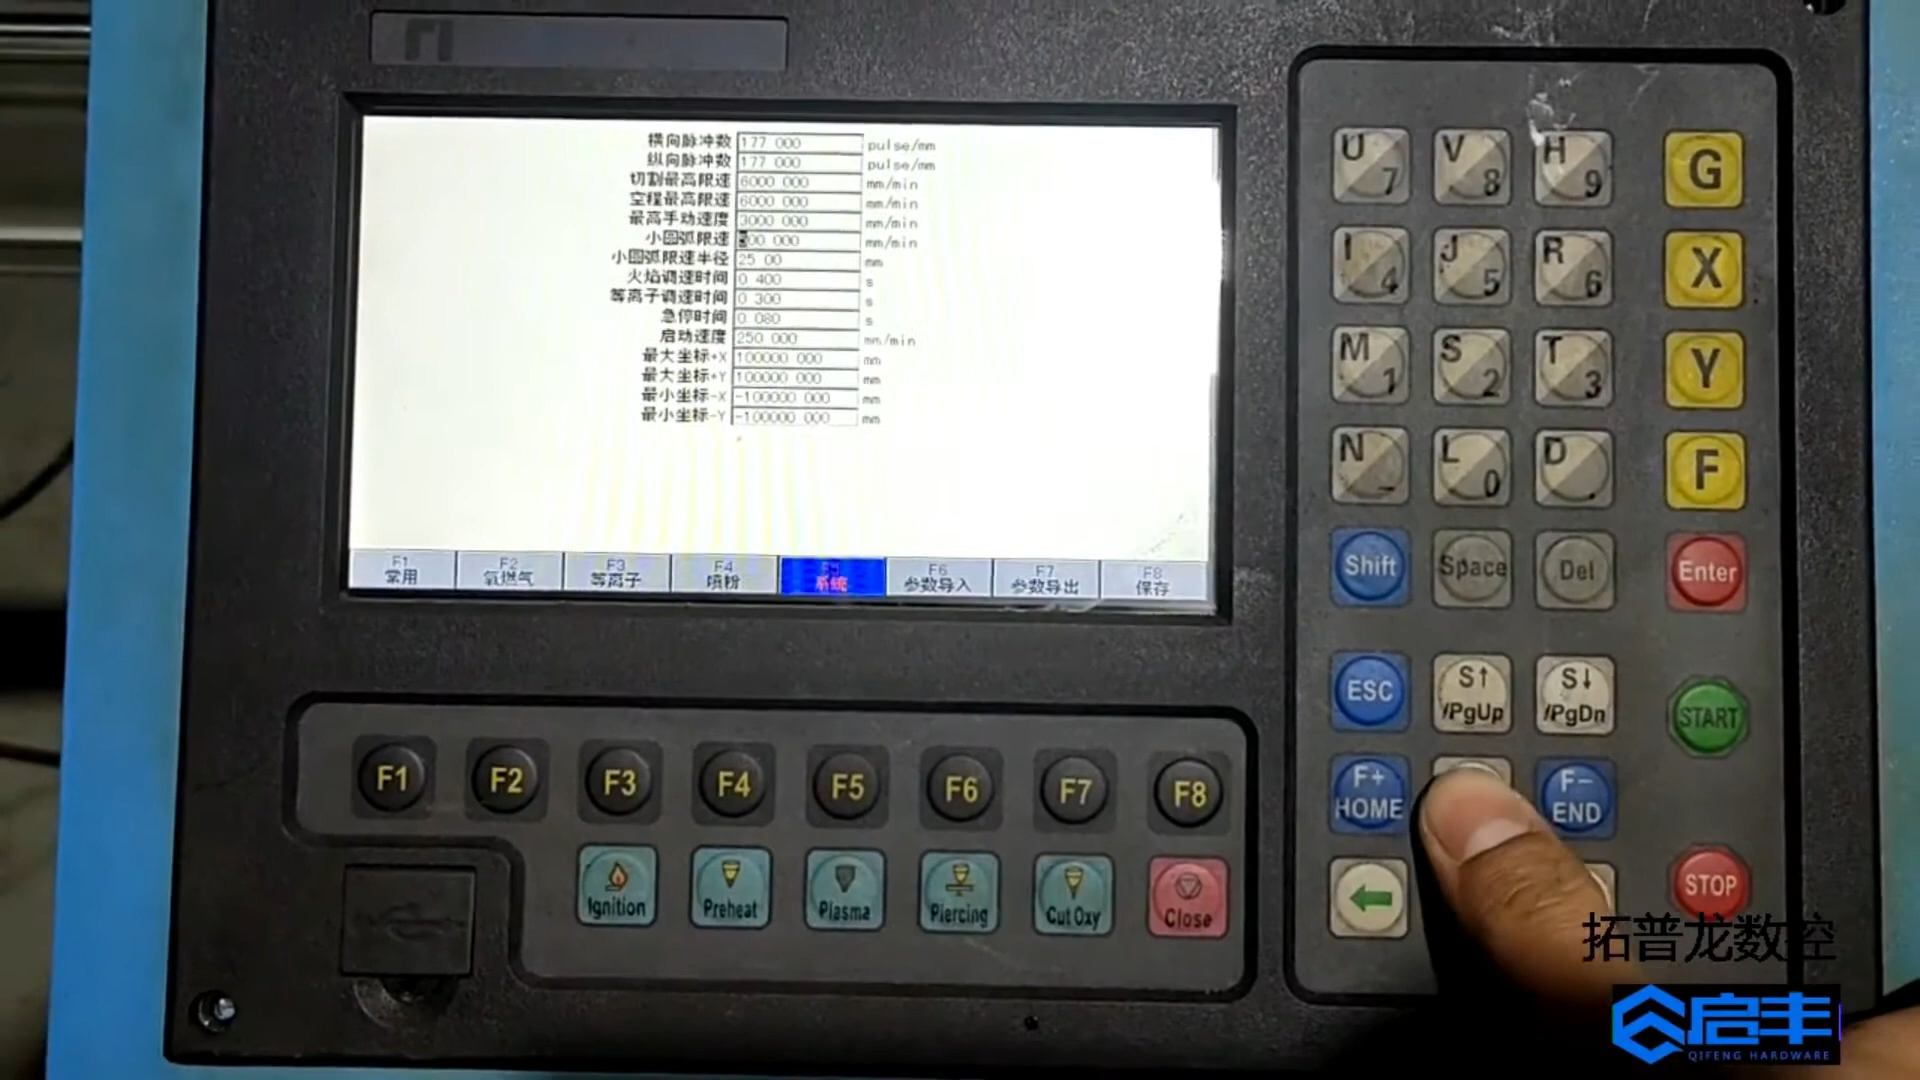 横向脉冲数 177.000 pulse/mm
纵向脉冲数 177.000 pulse/mm
切割最高限速 6000.000 mm/min
空程最高限速 6000.000 mm/min
最高手动速度 3000.000 mm/min
小圆弧限速 00.000 mm/min
小圆弧限速半径 25.00 mm
火焰调速时间 0.400 s
等离子调速时间 0.300 s
急停时间 0.080 s
启动速度 250.000 mm/min
最大坐标+X 100000.000 mm
最大坐标+Y 100000.000 mm
最小坐标-X -100000.000 mm
最小坐标-Y -100000.000 mm
F1 F2 F3 F4 F5 F6 F7 F8
常用 氧燃气 等离子 喷粉 系统 参数导入 参数导出 保存
F1 F2 F3 F4 F5 F6 F7 F8
Ignition Preheat Plasma Piercing Cut Oxy Close
U 7 V 8 H 9 G
I 4 J 5 R 6 X
M 1 S 2 T 3 Y
N - L 0 D . F
Shift Space Del Enter
ESC S↑/PgUp S↓/PgDn START
F+ HOME F- END
← STOP
拓普龙数控
启丰
QIFENG HARDWARE